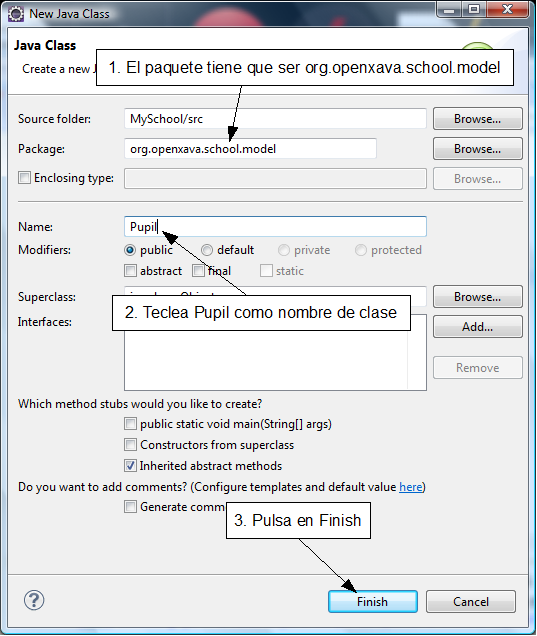 New Java Class
Java Class
Create a new J
1. El paquete tiene que ser org.openxava.school.model
Source folder: MySchool/src Browse...
Package: org.openxava.school.model Browse...
Enclosing type: Browse...
Name: Pupil
Modifiers: public default private protected
abstract final static
Superclass: Browse...
2. Teclea Pupil como nombre de clase
Interfaces: Add...
Remove
Which method stubs would you like to create?
public static void main(String[] args)
Constructors from superclass
Inherited abstract methods
Do you want to add comments? (Configure templates and default value here)
Generate comm
3. Pulsa en Finish
? Finish Cancel